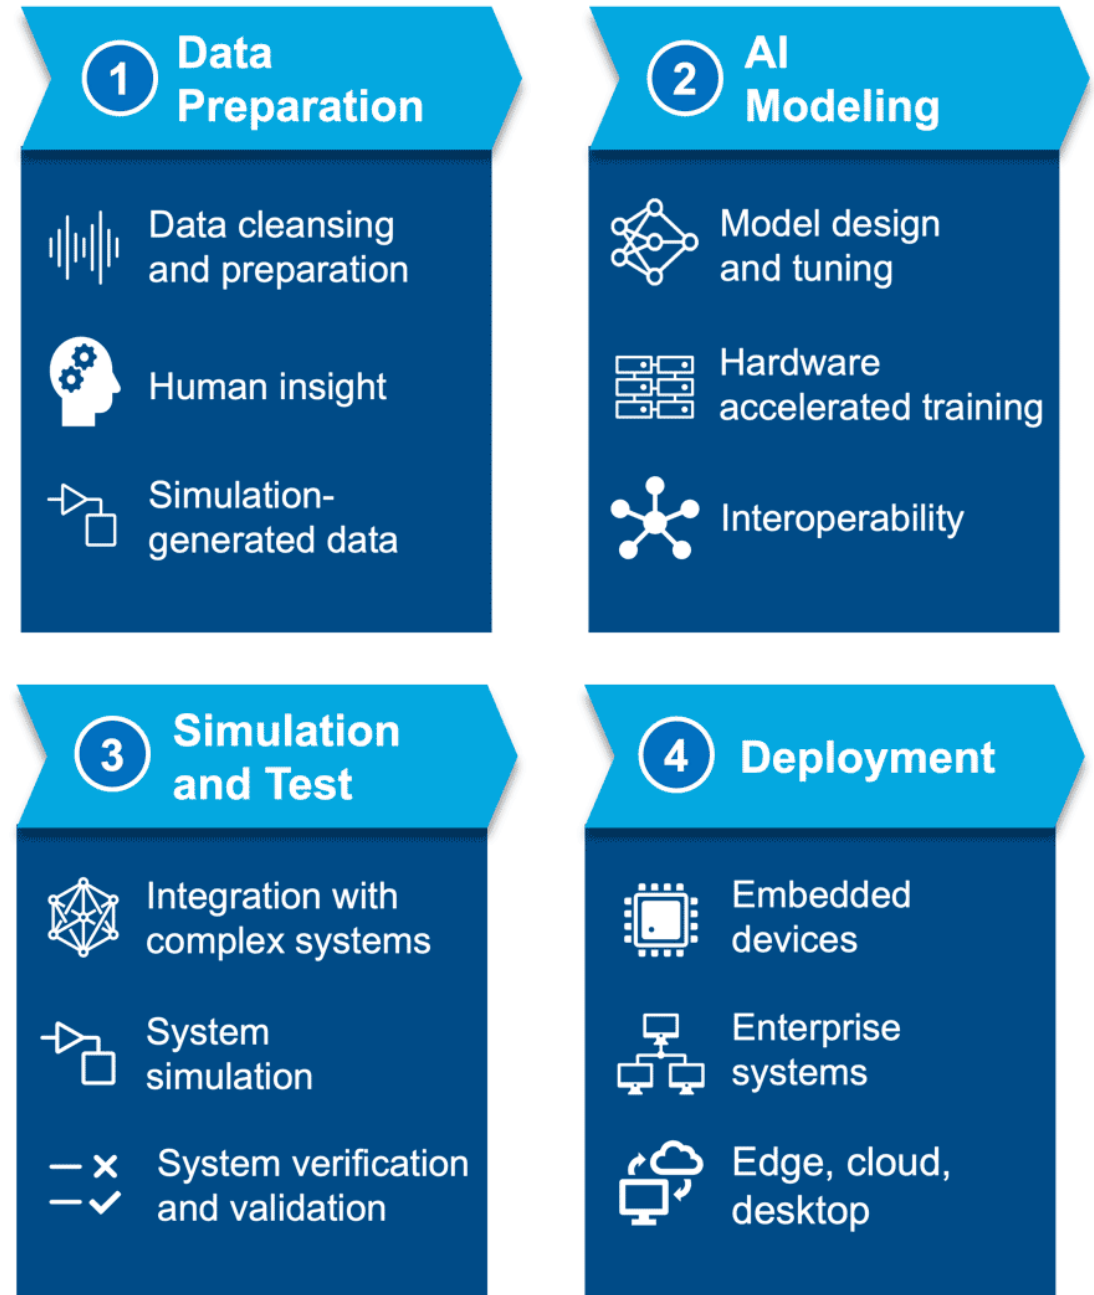 1
Data
Preparation
Data cleansing
and preparation
Human insight
Simulation-
generated data
2
AI
Modeling
Model design
and tuning
Hardware
accelerated training
Interoperability
3
Simulation
and Test
Integration with
complex systems
System
simulation
System verification
and validation
4
Deployment
Embedded
devices
Enterprise
systems
Edge, cloud,
desktop